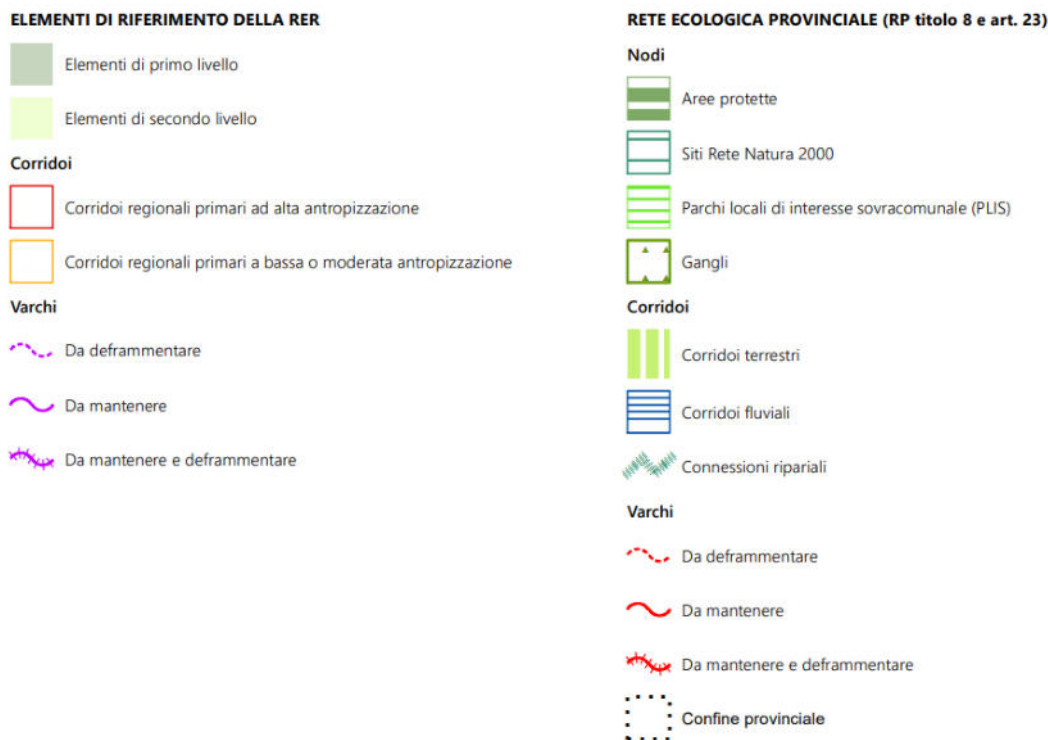 ELEMENTI DI RIFERIMENTO DELLA RER
Elementi di primo livello
Elementi di secondo livello
Corridoi
Corridoi regionali primari ad alta antropizzazione
Corridoi regionali primari a bassa o moderata antropizzazione
Varchi
Da deframmentare
Da mantenere
Da mantenere e deframmentare
RETE ECOLOGICA PROVINCIALE (RP titolo 8 e art. 23)
Nodi
Aree protette
Siti Rete Natura 2000
Parchi locali di interesse sovracomunale (PLIS)
Gangli
Corridoi
Corridoi terrestri
Corridoi fluviali
Connessioni ripariali
Varchi
Da deframmentare
Da mantenere
Da mantenere e deframmentare
Confine provinciale